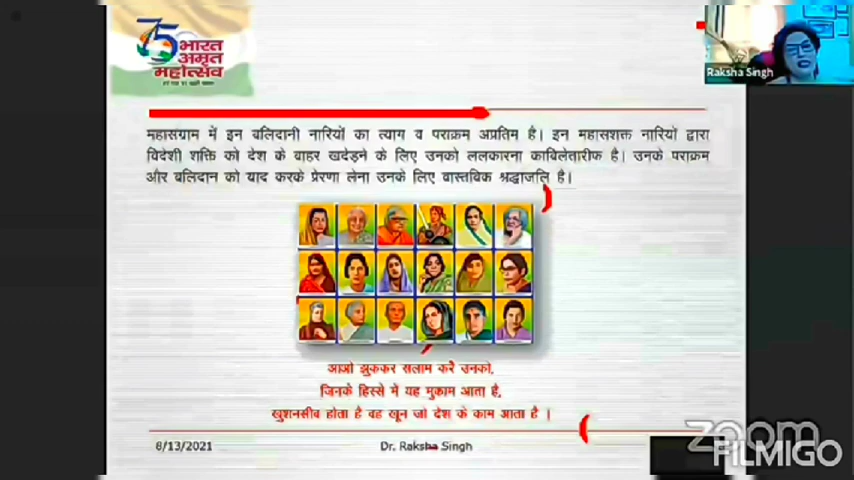 75
भारत
अमृत
महोत्सव
Raksha Singh
महासग्राम में इन बलिदानी नारियों का त्याग व पराक्रम अप्रतिम है। इन महासशक्त नारियों द्वारा
विदेशी शक्ति को देश के बाहर खदेड़ने के लिए उनको ललकारना काबिलेतारीफ है। उनके पराक्रम
और बलिदान को याद करके प्रेरणा लेना उनके लिए वास्तविक श्रद्धाजलि है।
आओ झुककर सलाम करें उनको,
जिनके हिस्से में यह मुकाम आता है,
खुशनसीव होता है वह खून जो देश के काम आता है ।
8/13/2021
Dr. Raksha Singh
zoom
FILMIGO